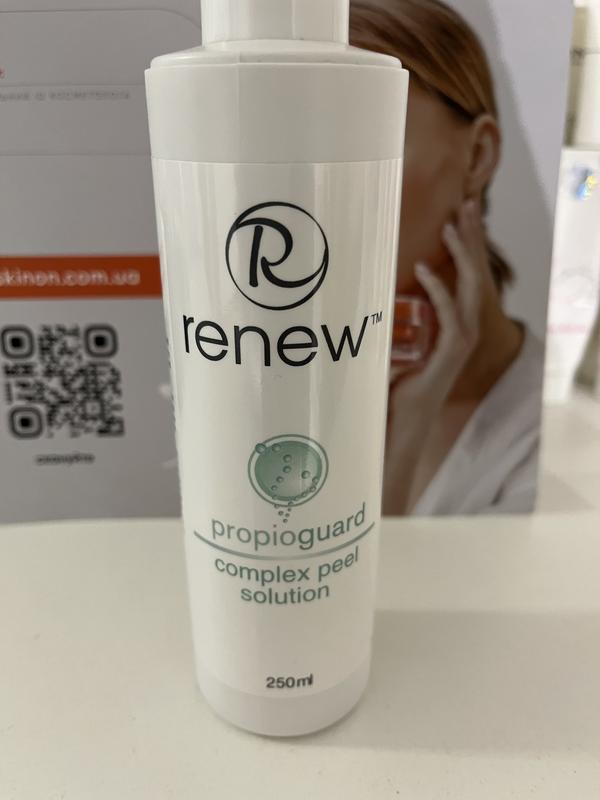 skinon.com.ua
R
renew™
propioguard
complex peel
solution
250ml